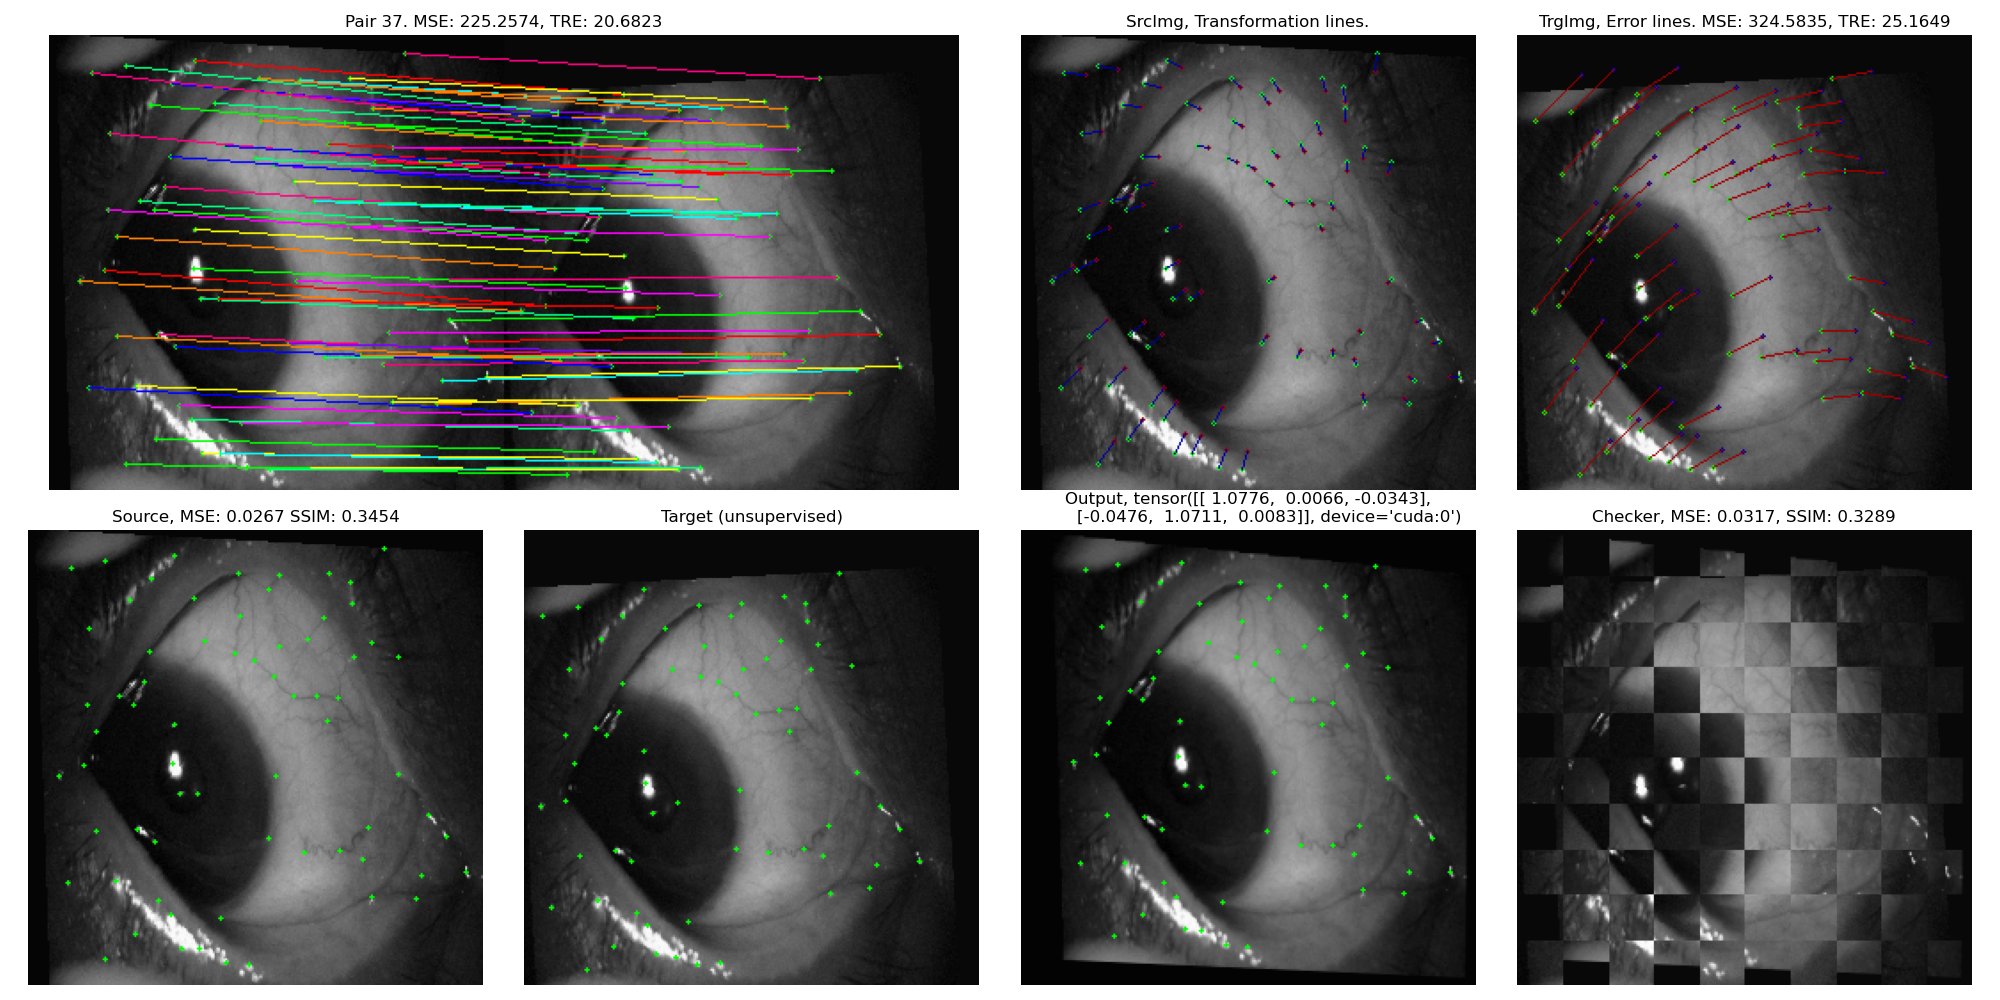 Pair 37. MSE: 225.2574, TRE: 20.6823
SrcImg, Transformation lines.
TrgImg, Error lines. MSE: 324.5835, TRE: 25.1649
Source, MSE: 0.0267 SSIM: 0.3454
Target (unsupervised)
Output, tensor([[ 1.0776,  0.0066, -0.0343],
[-0.0476,  1.0711,  0.0083]], device='cuda:0')
Checker, MSE: 0.0317, SSIM: 0.3289